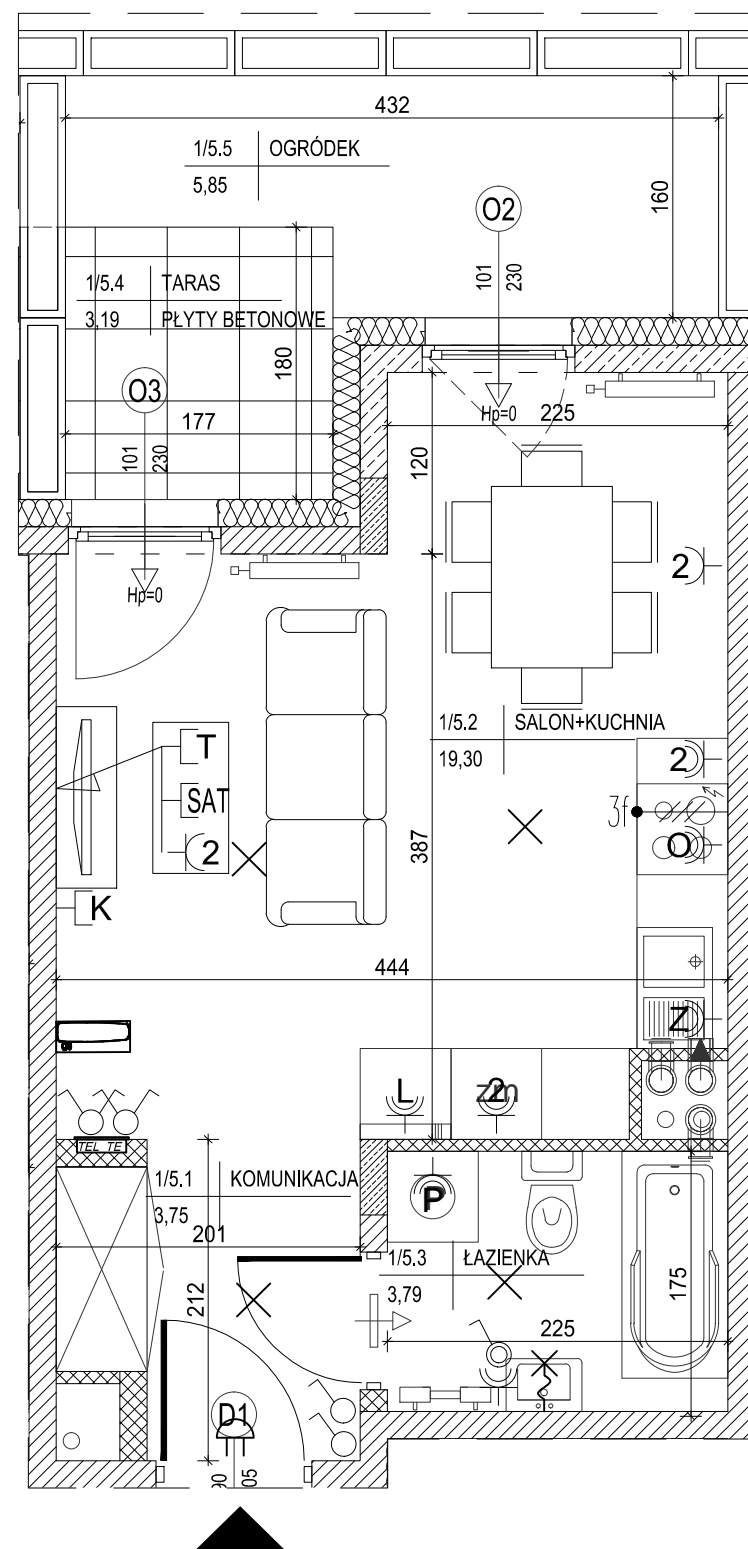 432
1/5.5 OGRÓDEK
5,85
O2
160
101
230
1/5.4 TARAS
3,19 PŁYTY BETONOWE
180
O3
177
101
230
Hp=0
225
120
Hp=0
2
1/5.2 SALON+KUCHNIA
19,30
T
SAT
2
2
3f
O
387
K
444
Z
L
2
zm
TEL TE
1/5.1 KOMUNIKACJA
3,75
201
P
1/5.3 ŁAZIENKA
3,79
212
175
225
D1
90
05